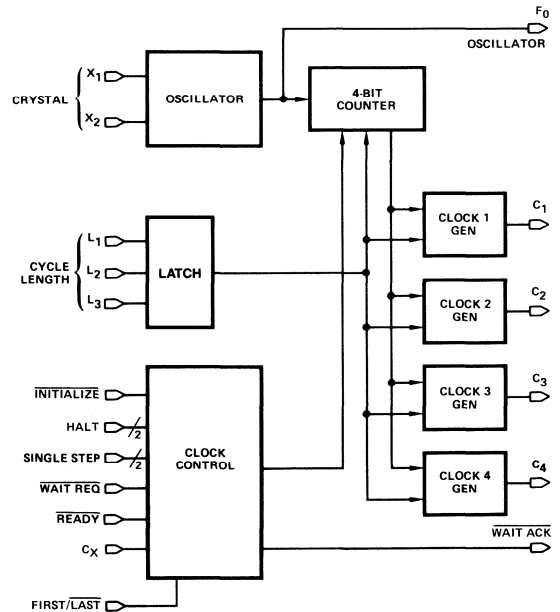 F₀
OSCILLATOR
CRYSTAL
X₁
X₂
OSCILLATOR
4-BIT
COUNTER
CYCLE
LENGTH
L₁
L₂
L₃
LATCH
CLOCK 1
GEN
C₁
CLOCK 2
GEN
C₂
CLOCK 3
GEN
C₃
CLOCK 4
GEN
C₄
INITIALIZE
HALT
2
SINGLE STEP
2
WAIT REQ
READY
Cₓ
FIRST/LAST
CLOCK
CONTROL
WAIT ACK